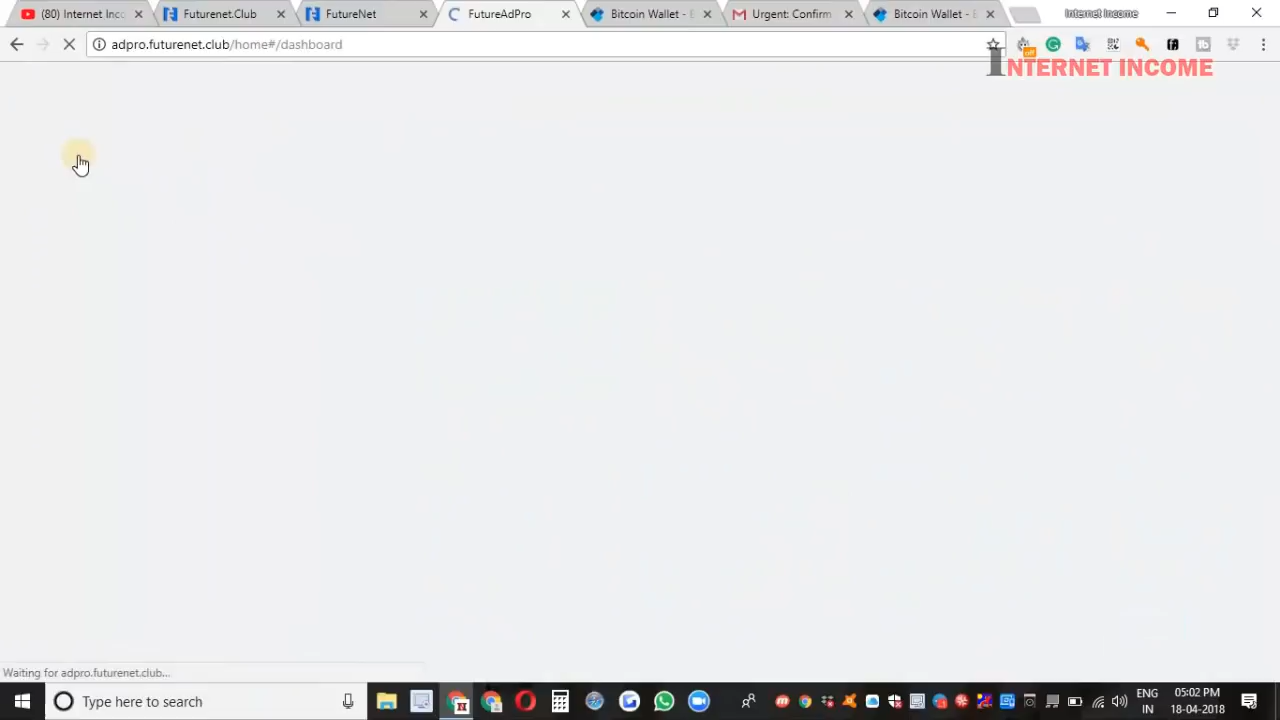 (80) Internet Inco
Futurenet.Club
FutureNet
FutureAdPro
Bitcoin Wallet - B
Urgent: Confirm
Bitcoin Wallet - B
Internet Income
adpro.futurenet.club/home#/dashboard
off
INTERNET INCOME
Waiting for adpro.futurenet.club...
Type here to search
ENG
IN
05:02 PM
18-04-2018